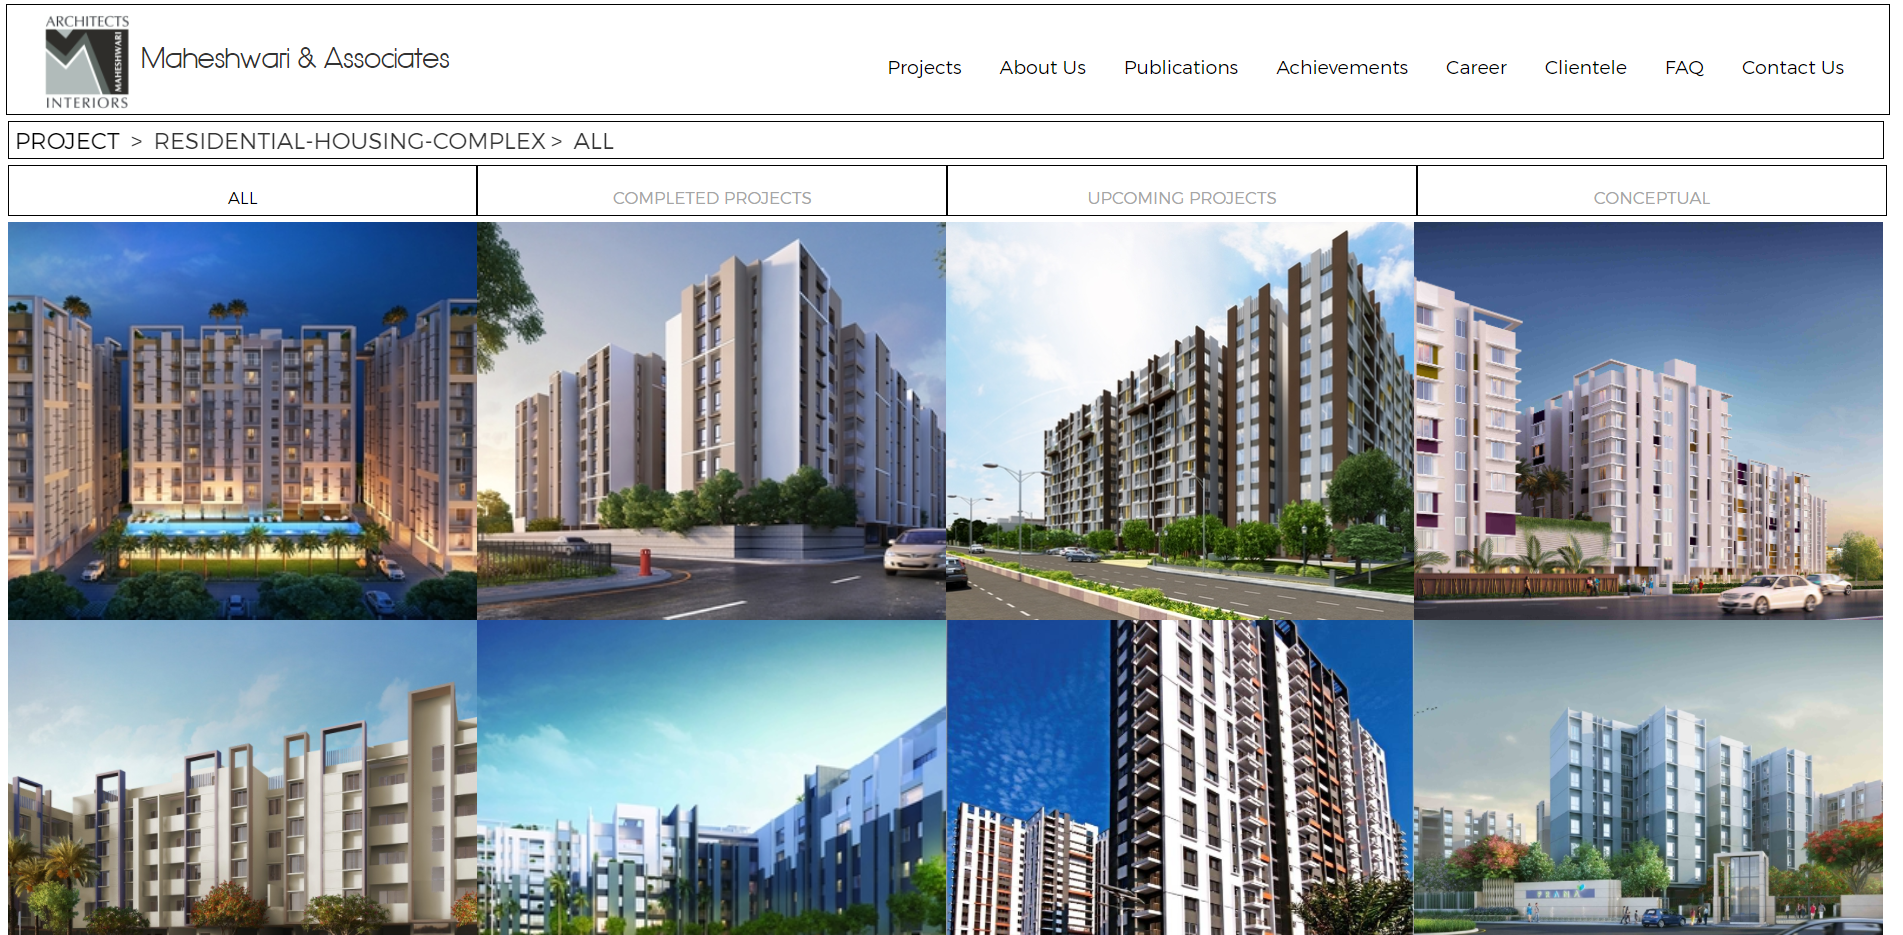 ARCHITECTS
MAHESHWARI
INTERIORS
Maheshwari & Associates
Projects About Us Publications Achievements Career Clientele FAQ Contact Us
PROJECT > RESIDENTIAL-HOUSING-COMPLEX > ALL
ALL COMPLETED PROJECTS UPCOMING PROJECTS CONCEPTUAL